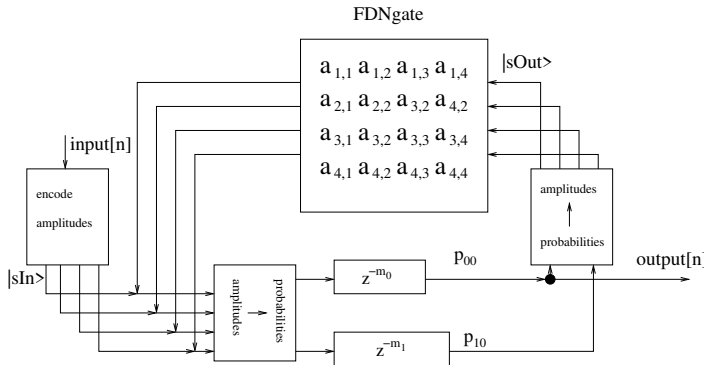 FDNgate
a1,1 a1,2 a1,3 a1,4
|sOut>
a2,1 a2,2 a3,2 a4,2
input[n]
a3,1 a3,2 a3,3 a3,4
a4,1 a4,2 a4,3 a4,4
encode
amplitudes
amplitudes
probabilities
|sIn>
amplitudes
probabilities
z-m0
p00
output[n]
z-m1
p10